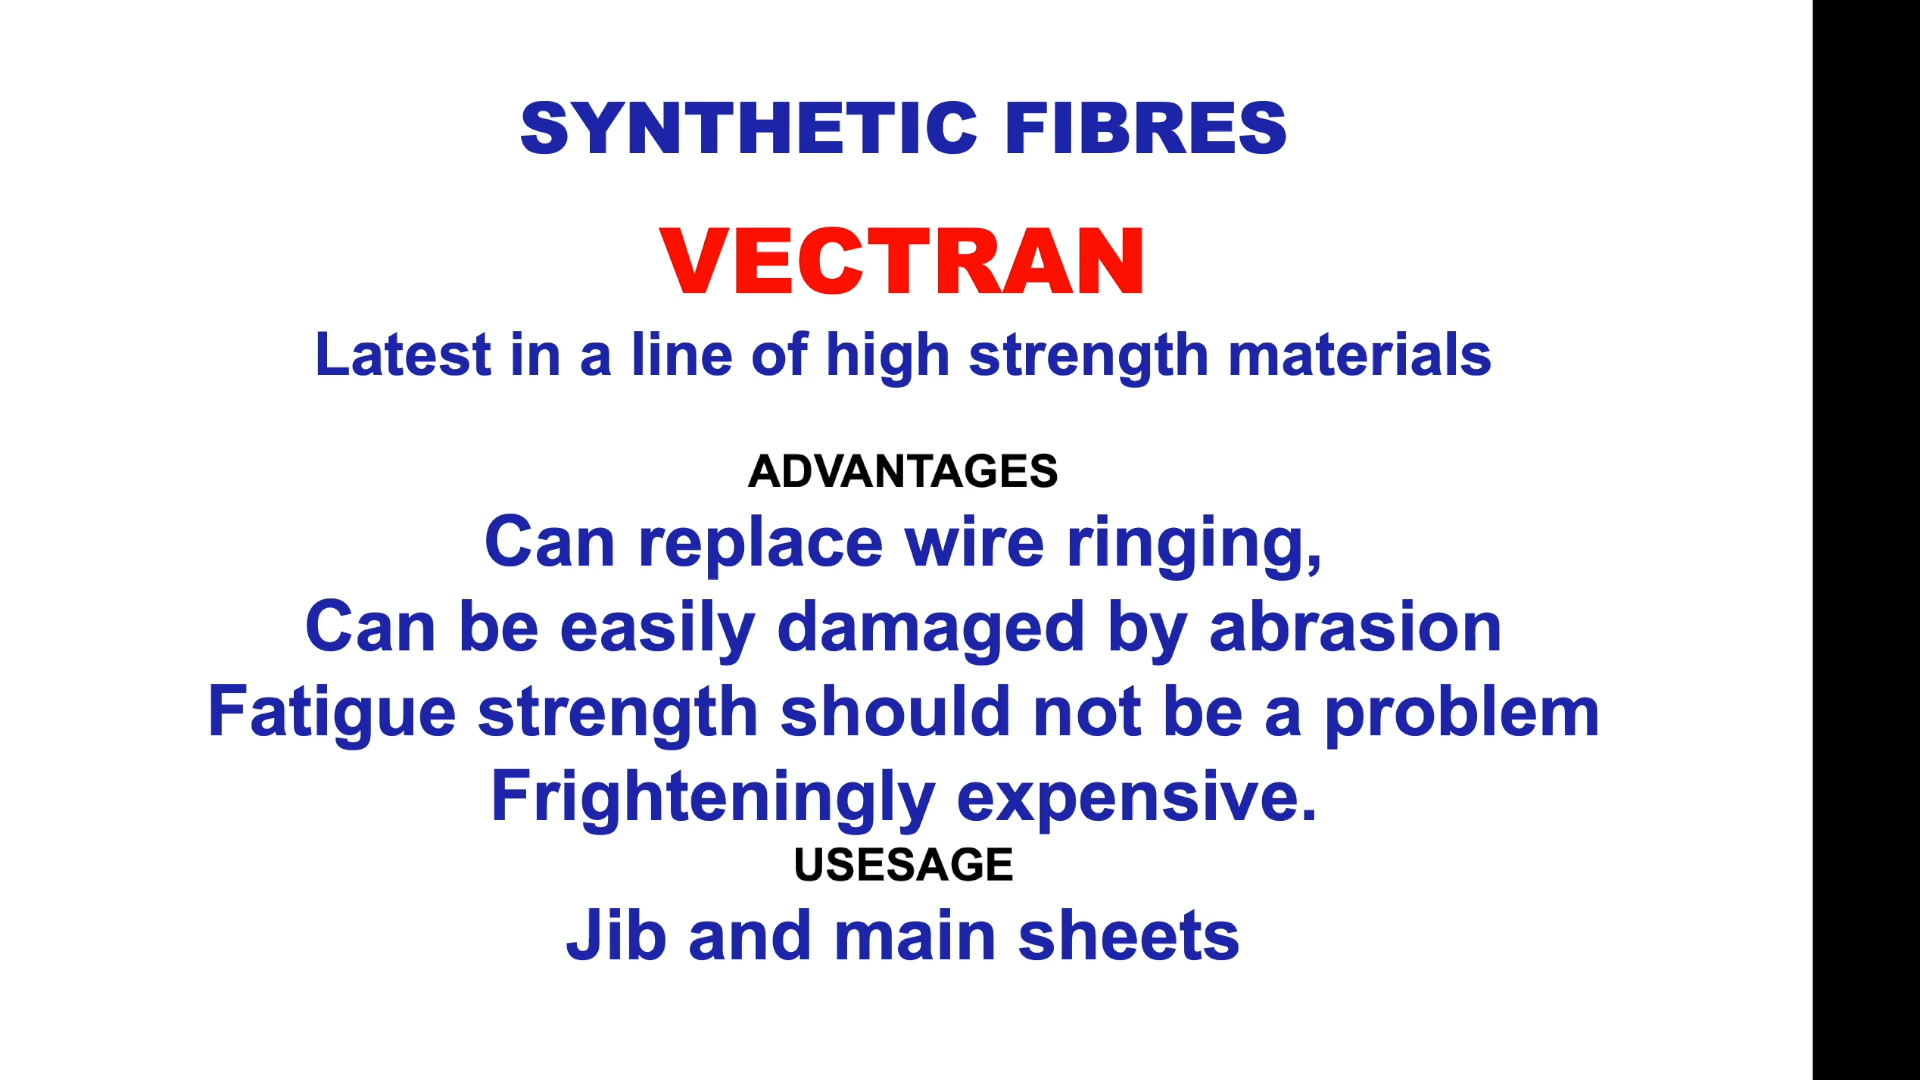 SYNTHETIC FIBRES
VECTRAN
Latest in a line of high strength materials
ADVANTAGES
Can replace wire ringing,
Can be easily damaged by abrasion
Fatigue strength should not be a problem
Frighteningly expensive.
USESAGE
Jib and main sheets